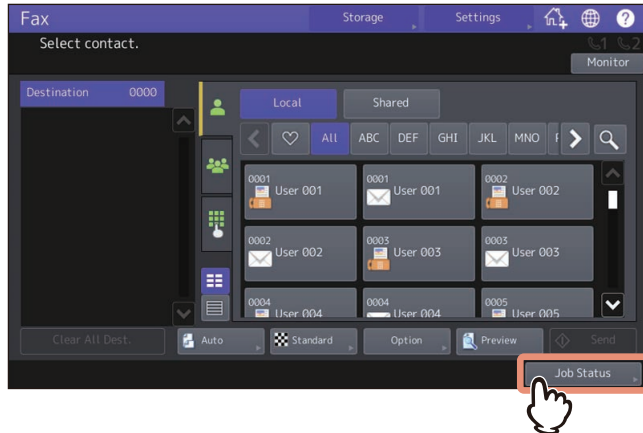 Fax Storage Settings ?
1 2
Select contact.
Monitor
Destination 0000
Local Shared
All ABC DEF GHI JKL MNO
0001 User 001
0001 User 001
0002 User 002
0002 User 002
0003 User 003
0003 User 003
0004 User 004
0004 User 004
0005 User 005
Clear All Dest. Auto Standard Option Preview Send
Job Status